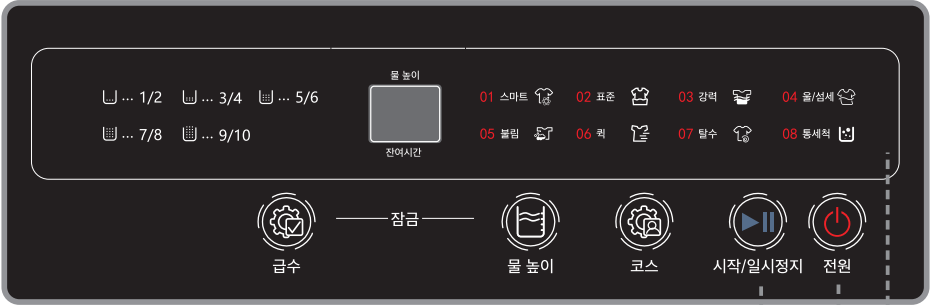 물 높이
... 1/2 ... 3/4 ... 5/6
... 7/8 ... 9/10
잔여시간
01 스마트 02 표준 03 강력 04 울/섬세
05 불림 06 퀵 07 탈수 08 통세척
잠금
급수 물 높이 코스 시작/일시정지 전원